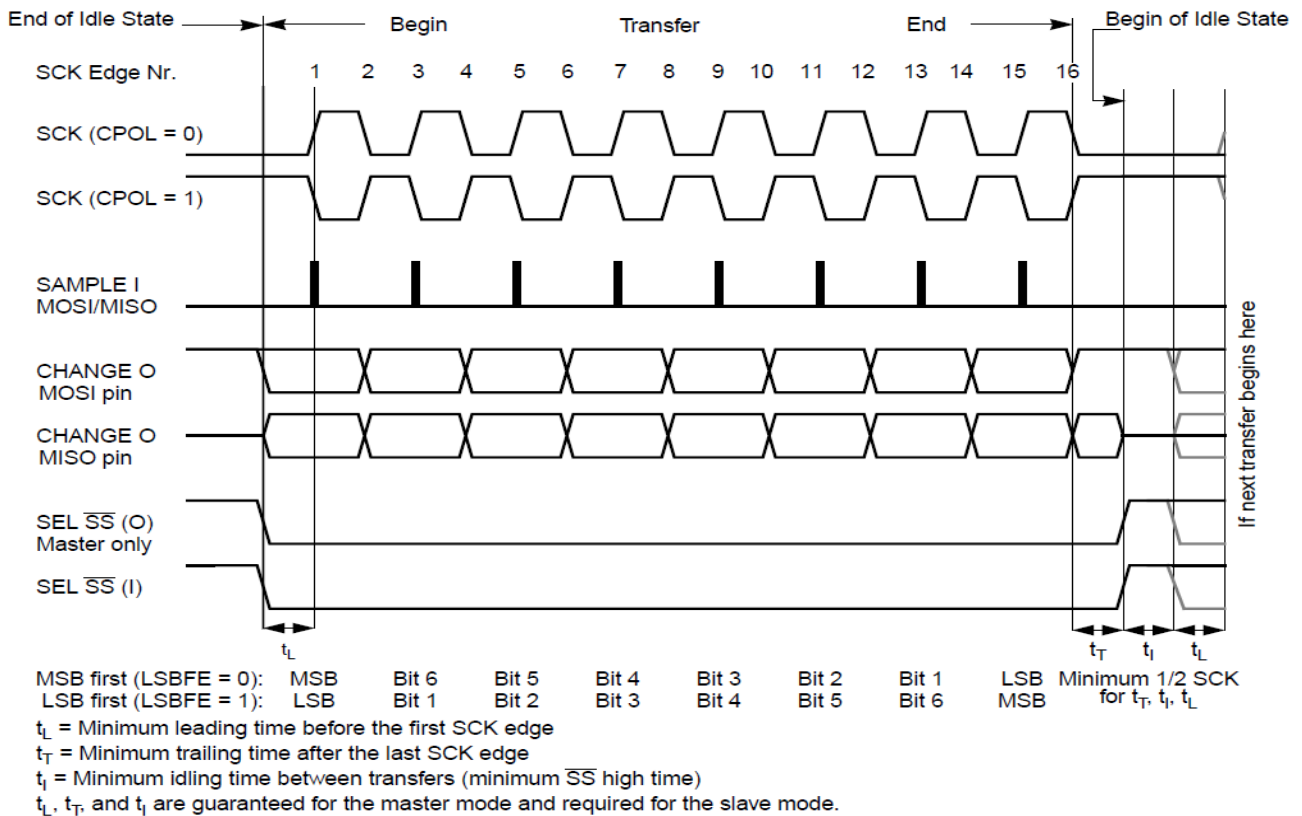 End of Idle State Begin Transfer End Begin of Idle State
SCK Edge Nr. 1 2 3 4 5 6 7 8 9 10 11 12 13 14 15 16
SCK (CPOL = 0)
SCK (CPOL = 1)
SAMPLE I
MOSI/MISO
CHANGE O
MOSI pin
CHANGE O
MISO pin
SEL SS (O)
Master only
SEL SS (I)
If next transfer begins here
tL tT tI tL
MSB first (LSBFE = 0): MSB Bit 6 Bit 5 Bit 4 Bit 3 Bit 2 Bit 1 LSB Minimum 1/2 SCK
LSB first (LSBFE = 1): LSB Bit 1 Bit 2 Bit 3 Bit 4 Bit 5 Bit 6 MSB for tT, tI, tL
tL = Minimum leading time before the first SCK edge
tT = Minimum trailing time after the last SCK edge
tI = Minimum idling time between transfers (minimum SS high time)
tL, tT, and tI are guaranteed for the master mode and required for the slave mode.